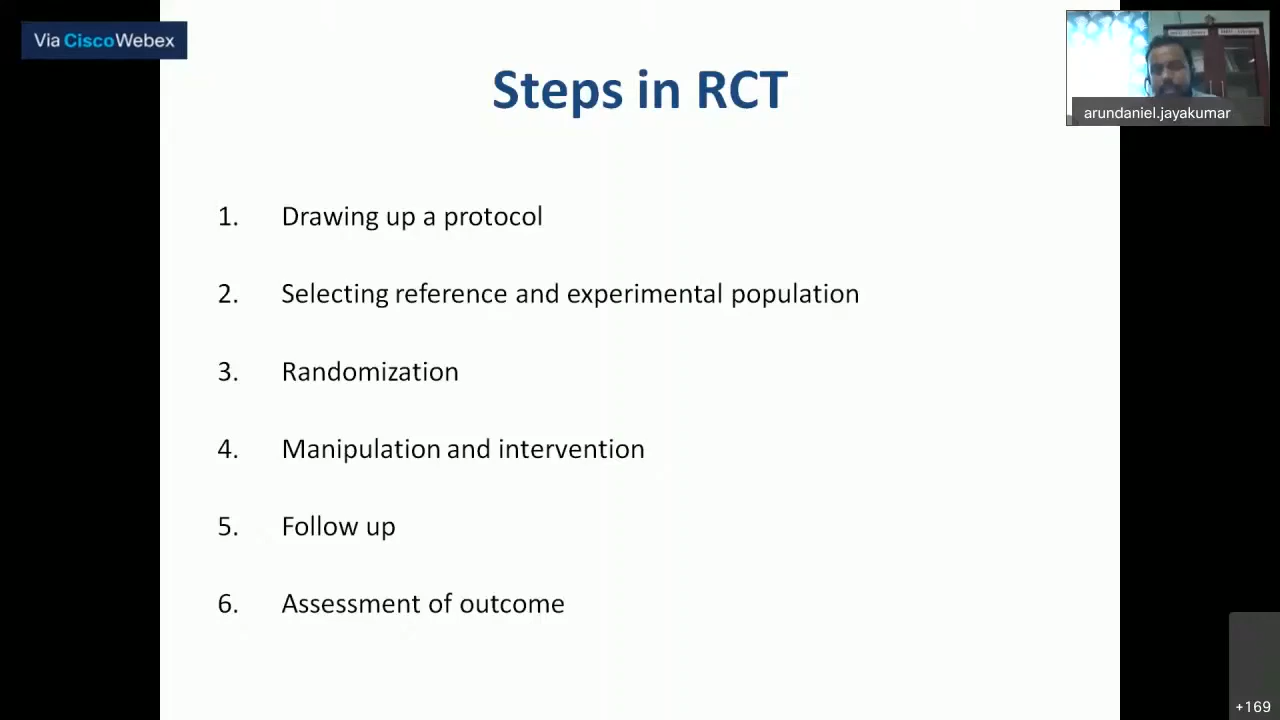 Via CiscoWebex
Steps in RCT
arundaniel.jayakumar
1. Drawing up a protocol
2. Selecting reference and experimental population
3. Randomization
4. Manipulation and intervention
5. Follow up
6. Assessment of outcome
+169